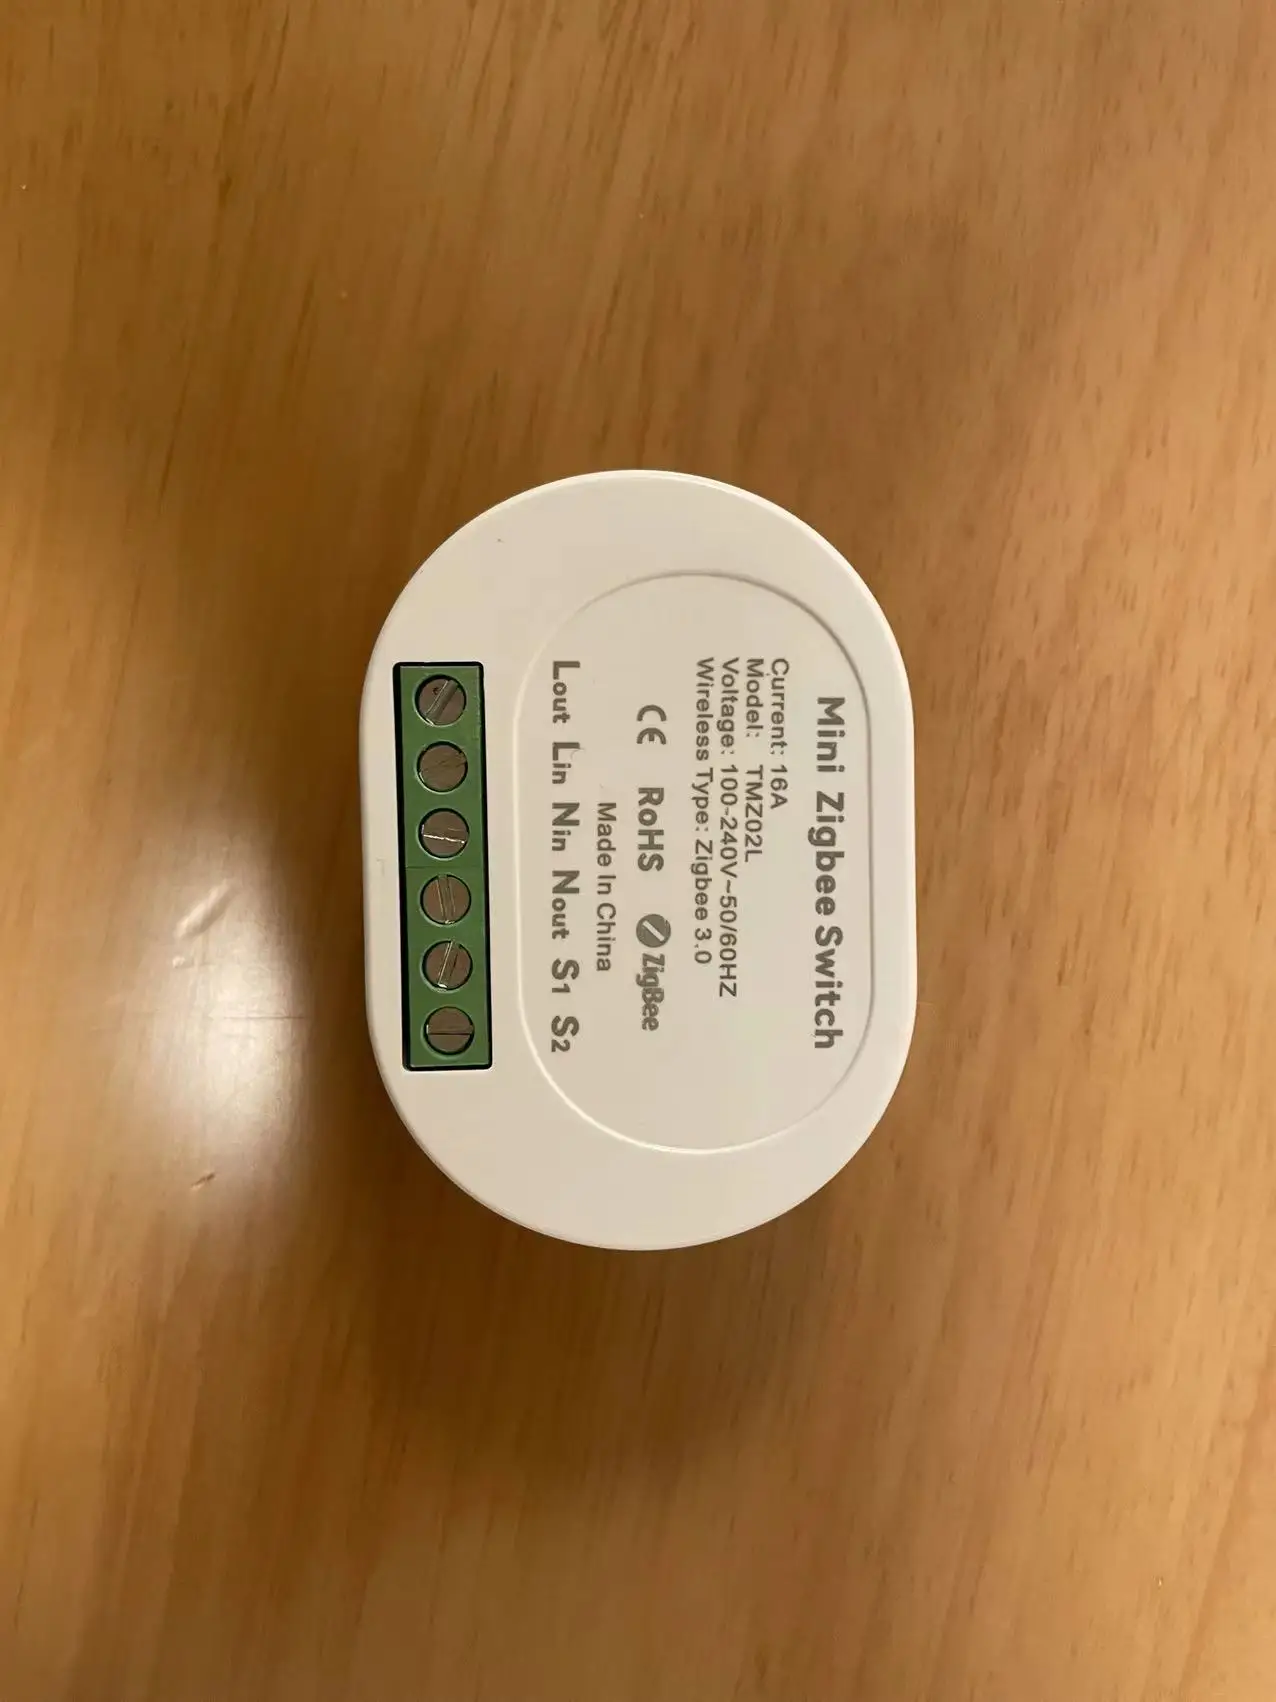 Mini Zigbee Switch
Current: 16A
Model: TMZ02L
Voltage: 100-240V~50/60HZ
Wireless Type: Zigbee 3.0
CE RoHS ZigBee
Made In China
Lout Lin Nin Nout S1 S2